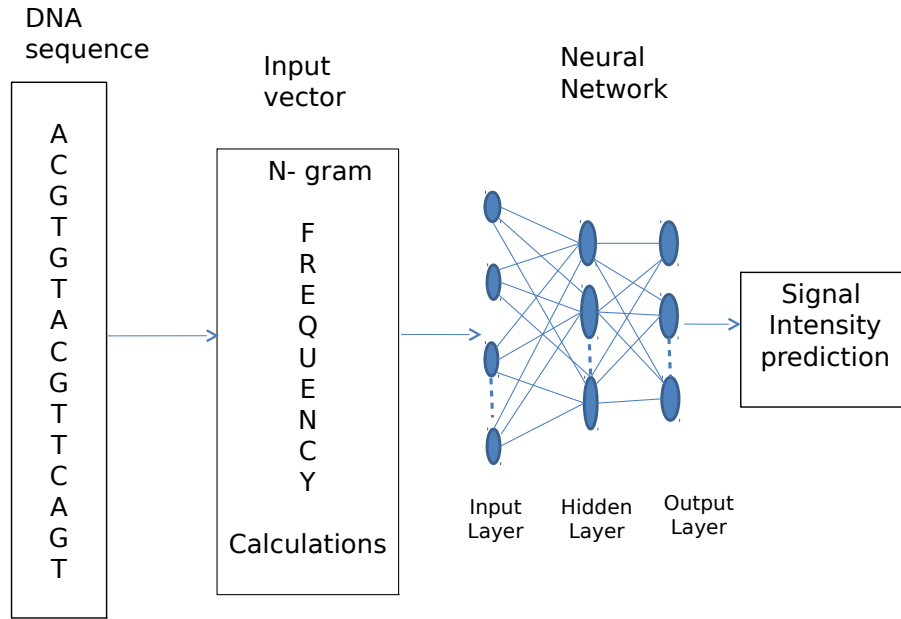 DNA
sequence
A
C
G
T
G
T
A
C
G
T
T
C
A
G
T
Input
vector
N- gram
F
R
E
Q
U
E
N
C
Y
Calculations
Neural
Network
Input
Layer
Hidden
Layer
Output
Layer
Signal
Intensity
prediction